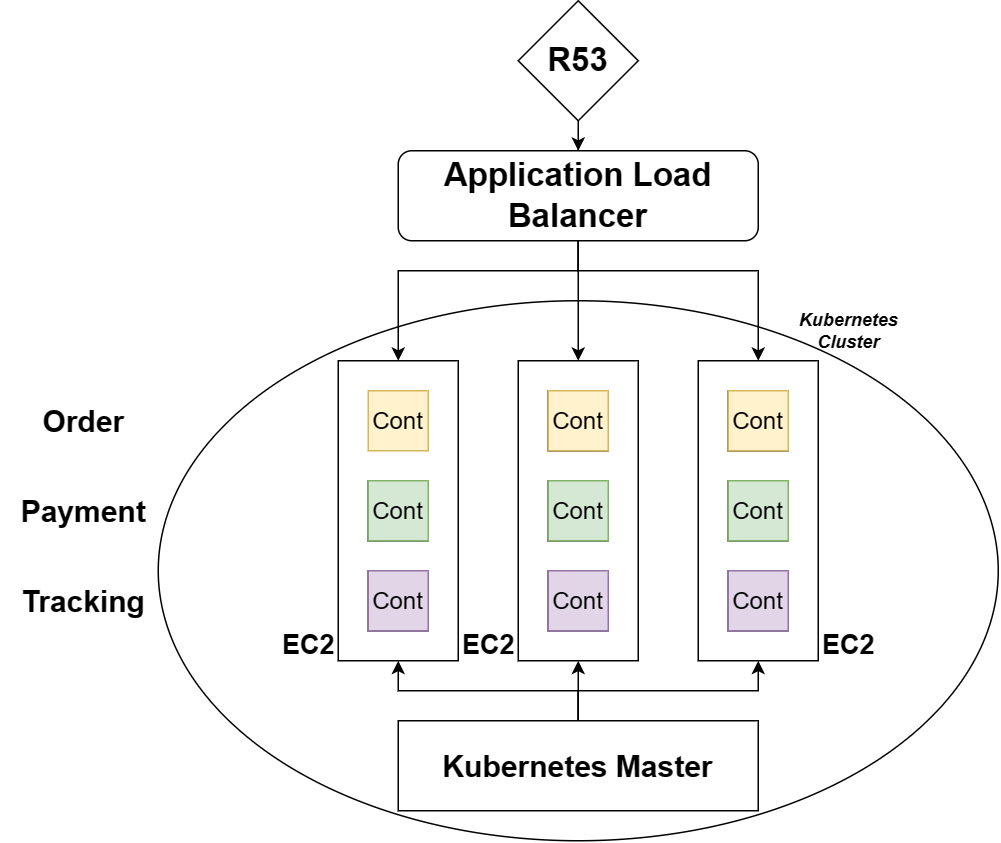 R53
Application Load
Balancer
Kubernetes
Cluster
Order
Cont
Cont
Cont
Payment
Cont
Cont
Cont
Tracking
Cont
Cont
Cont
EC2
EC2
EC2
Kubernetes Master